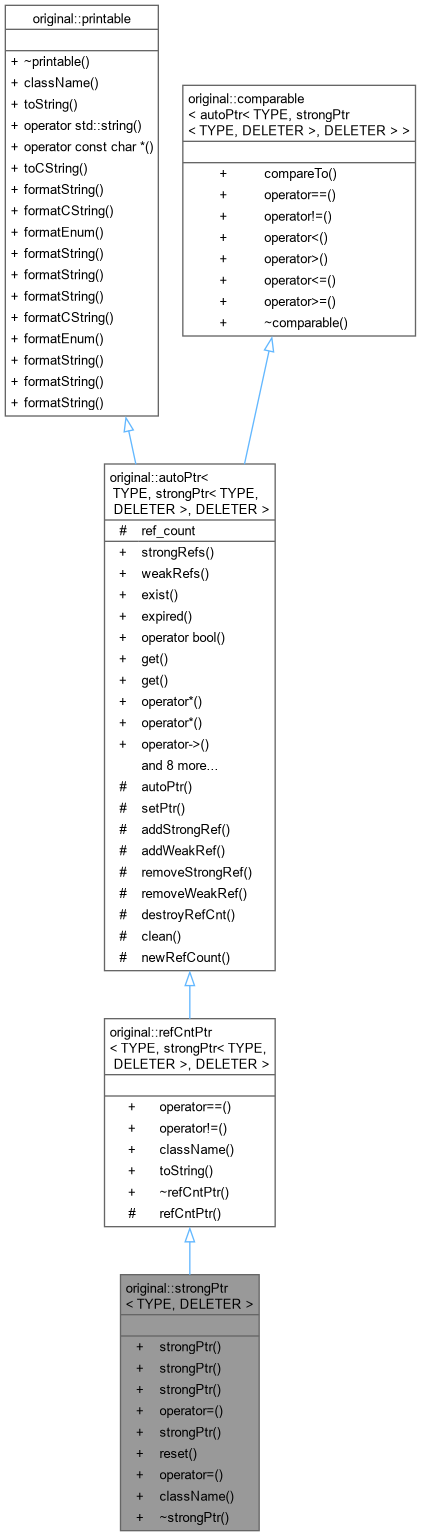 original::printable
+ ~printable()
+ className()
+ toString()
+ operator std::string()
+ operator const char *()
+ toCString()
+ formatString()
+ formatCString()
+ formatEnum()
+ formatString()
+ formatString()
+ formatString()
+ formatCString()
+ formatEnum()
+ formatString()
+ formatString()
+ formatString()
original::comparable
< autoPtr< TYPE, strongPtr
< TYPE, DELETER >, DELETER > >
+ compareTo()
+ operator==()
+ operator!=()
+ operator<()
+ operator>()
+ operator<=()
+ operator>=()
+ ~comparable()
original::autoPtr<
TYPE, strongPtr< TYPE,
DELETER >, DELETER >
# ref_count
+ strongRefs()
+ weakRefs()
+ exist()
+ expired()
+ operator bool()
+ get()
+ get()
+ operator*()
+ operator*()
+ operator->()
and 8 more...
# autoPtr()
# setPtr()
# addStrongRef()
# addWeakRef()
# removeStrongRef()
# removeWeakRef()
# destroyRefCnt()
# clean()
# newRefCount()
original::refCntPtr
< TYPE, strongPtr< TYPE,
DELETER >, DELETER >
+ operator==()
+ operator!=()
+ className()
+ toString()
+ ~refCntPtr()
# refCntPtr()
original::strongPtr
< TYPE, DELETER >
+ strongPtr()
+ strongPtr()
+ strongPtr()
+ operator=()
+ strongPtr()
+ reset()
+ operator=()
+ className()
+ ~strongPtr()